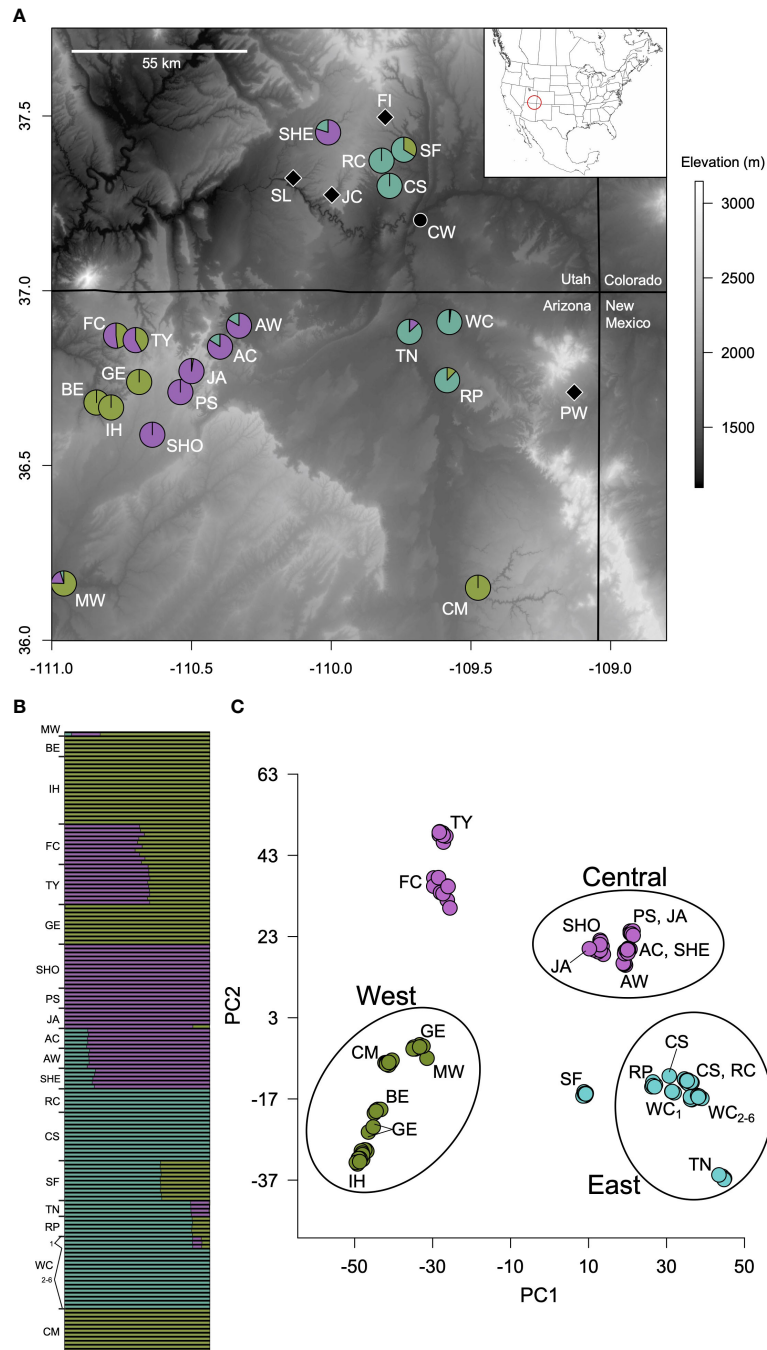 A
55 km
FI
SHE
SF
RC
CS
SL
JC
CW
Utah
Colorado
Arizona
New
Mexico
FC
TY
AW
AC
GE
JA
BE
PS
IH
SHO
WC
TN
RP
PW
MW
CM
37.5
37.0
36.5
36.0
-111.0
-110.5
-110.0
-109.5
-109.0
Elevation (m)
3000
2500
2000
1500
B
MW
BE
IH
FC
TY
GE
SHO
PS
JA
AC
AW
SHE
RC
CS
SF
TN
RP
1
WC
2-6
CM
C
63
43
23
3
-17
-37
PC2
TY
FC
Central
SHO
PS, JA
AC, SHE
JA
AW
West
GE
CM
MW
BE
GE
IH
SF
CS
RP
CS, RC
WC1
WC2-6
TN
East
-50
-30
-10
10
30
50
PC1